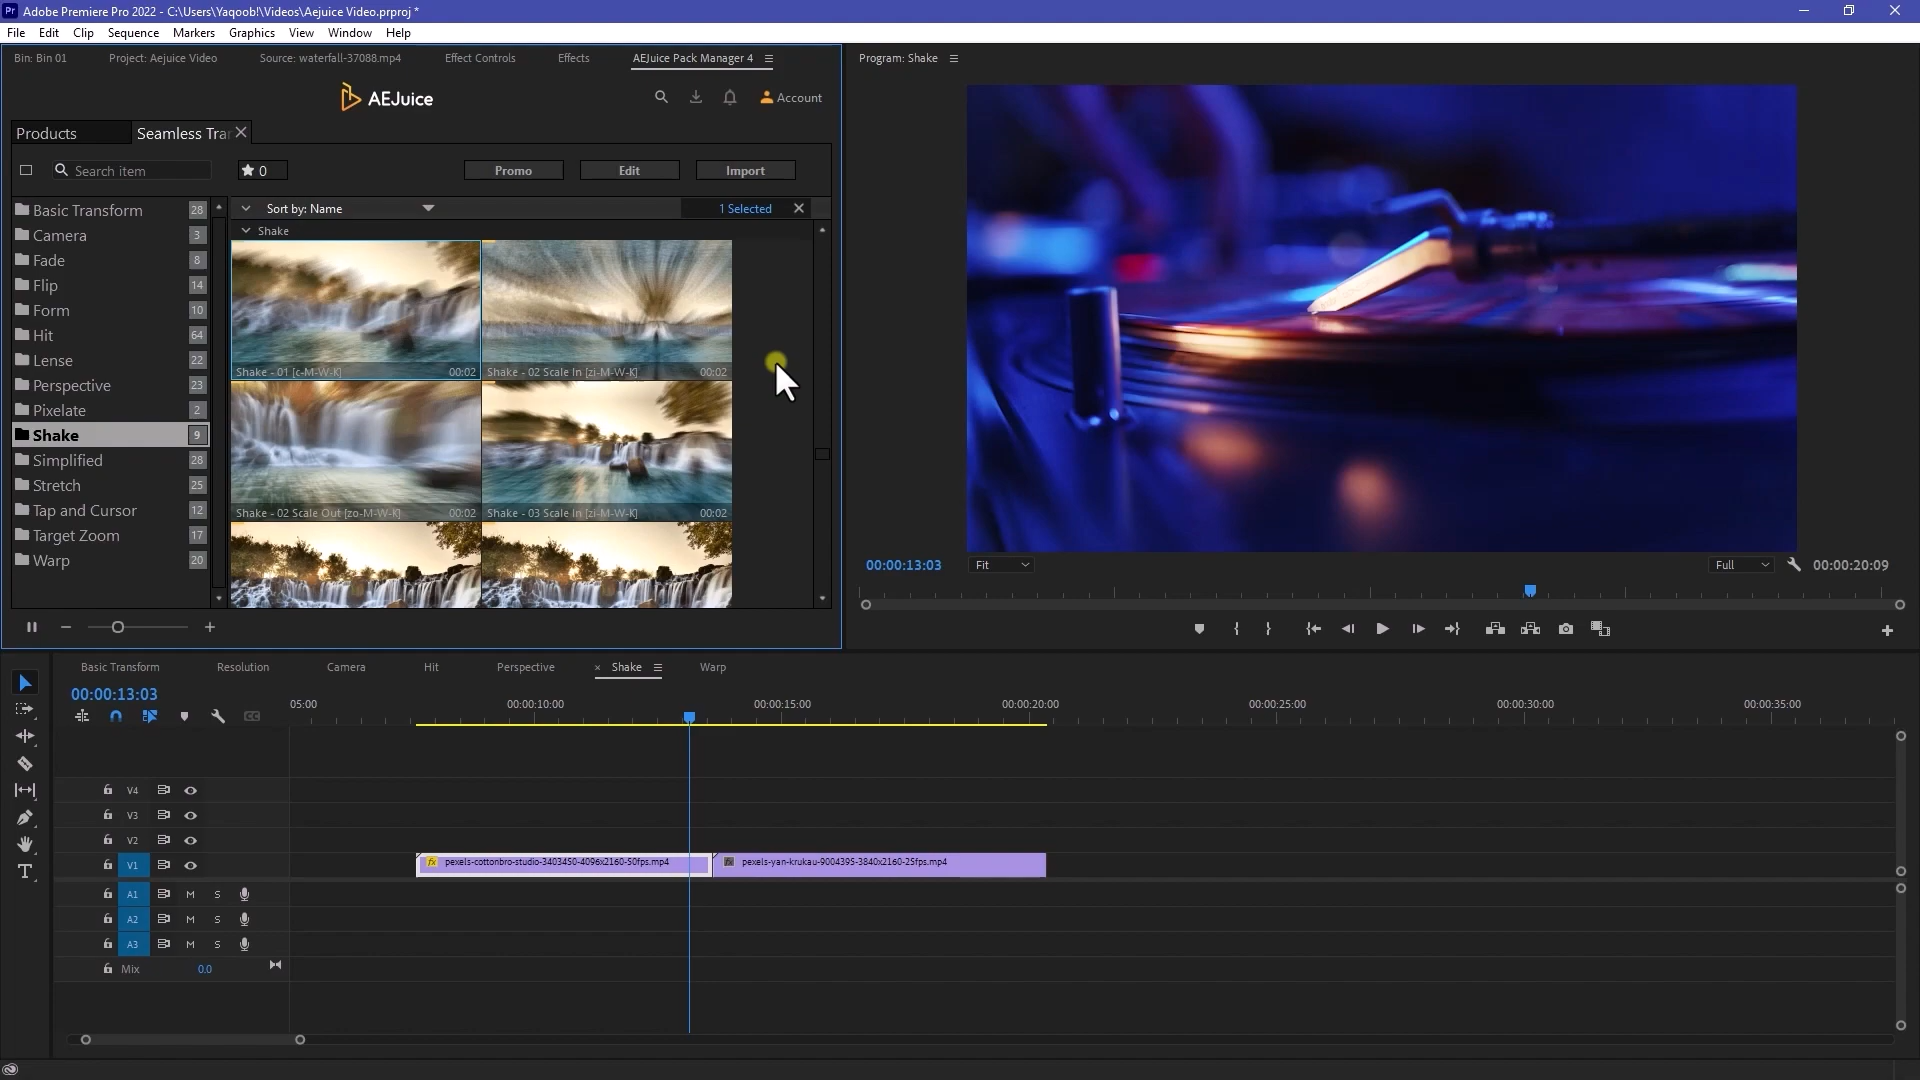 Adobe Premiere Pro 2022 - C:\Users\Yaqoob!\Videos\Aejuice Video.prproj *
File Edit Clip Sequence Markers Graphics View Window Help
Bin: Bin 01 Project: Aejuice Video Source: waterfall-37088.mp4 Effect Controls Effects AEJuice Pack Manager 4
Program: Shake
AEJuice
Account
Products Seamless Tra
Search item 0 Promo Edit Import
Sort by: Name 1 Selected
Shake
Basic Transform 28
Camera 3
Fade 8
Flip 14
Form 10
Hit 64
Lense 22
Perspective 23
Pixelate 2
Shake 9
Simplified 28
Stretch 25
Tap and Cursor 12
Target Zoom 17
Warp 20
Shake - 01 [c-M-W-K] 00:02 Shake - 02 Scale In [zi-M-W-K] 00:02
Shake - 02 Scale Out [zo-M-W-K] 00:02 Shake - 03 Scale In [zi-M-W-K] 00:02
00:00:13:03 Fit Full 00:00:20:09
Basic Transform Resolution Camera Hit Perspective Shake Warp
00:00:13:03
05:00 00:00:10:00 00:00:15:00 00:00:20:00 00:00:25:00 00:00:30:00 00:00:35:00
V4
V3
V2
V1 fx pexels-cottonbro-studio-3403450-4096x2160-50fps.mp4 fx pexels-yan-krukau-9004395-3840x2160-25fps.mp4
A1 M S
A2 M S
A3 M S
Mix 0.0